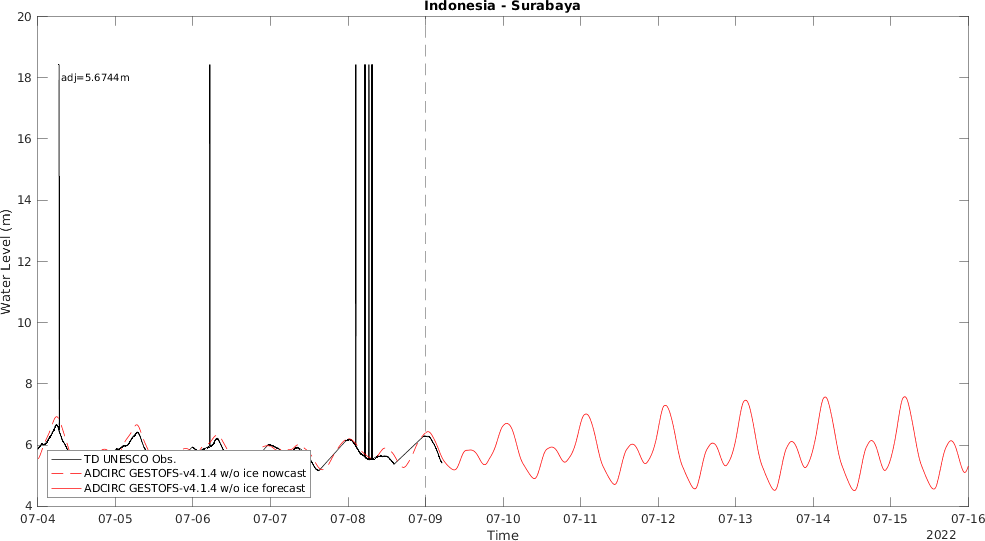 Indonesia - Surabaya
20
18
16
14
12
10
8
6
4
Water Level (m)
adj=5.6744m
TD UNESCO Obs.
ADCIRC GESTOFS-v4.1.4 w/o ice nowcast
ADCIRC GESTOFS-v4.1.4 w/o ice forecast
07-04 07-05 07-06 07-07 07-08 07-09 07-10 07-11 07-12 07-13 07-14 07-15 07-16
Time
2022